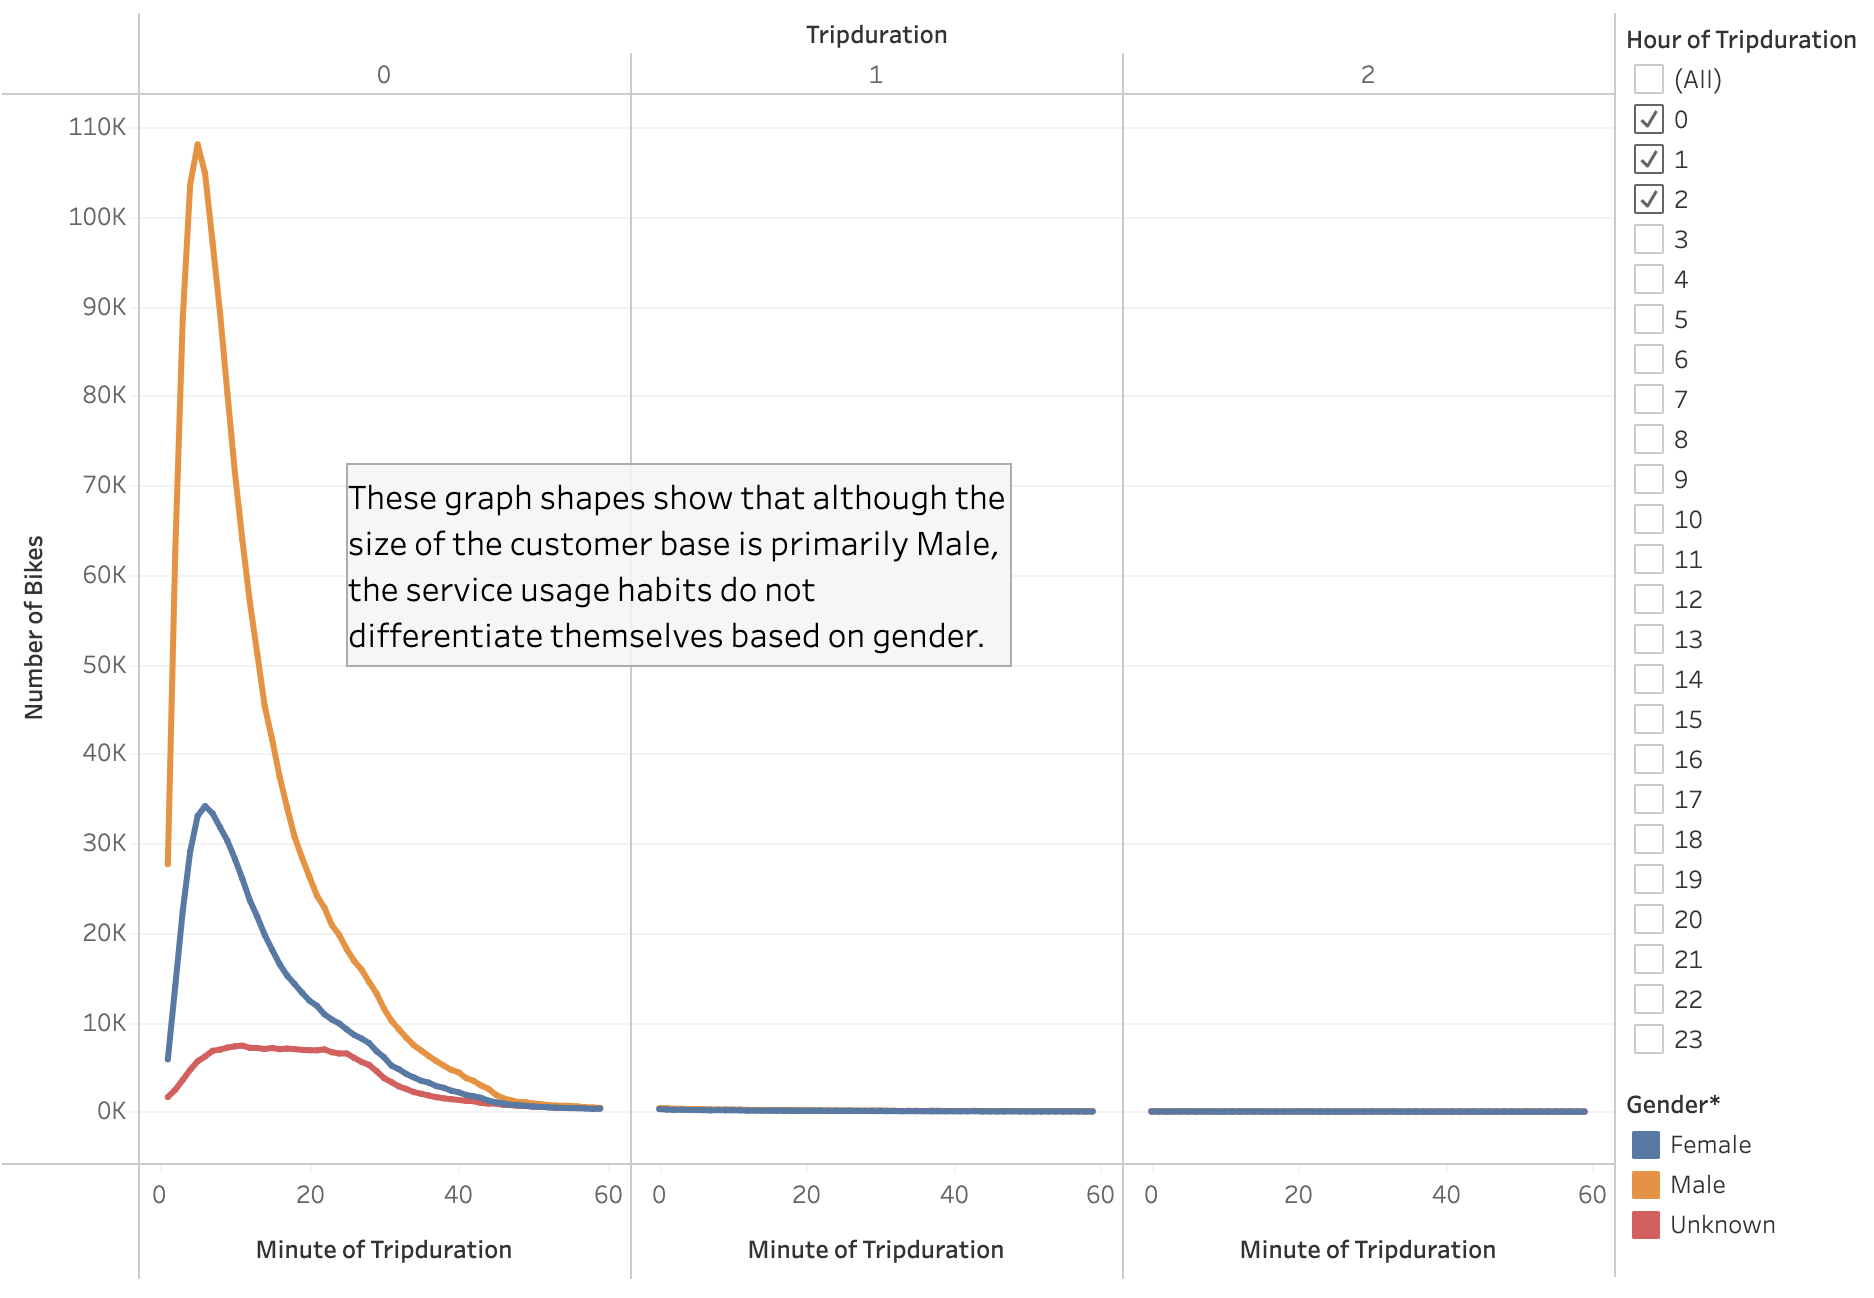 Tripduration
0 1 2
110K
100K
90K
80K
70K
60K
50K
40K
30K
20K
10K
0K
Number of Bikes
These graph shapes show that although the
size of the customer base is primarily Male,
the service usage habits do not
differentiate themselves based on gender.
0 20 40 60 0 20 40 60 0 20 40 60
Minute of Tripduration Minute of Tripduration Minute of Tripduration
Hour of Tripduration
(All)
0
1
2
3
4
5
6
7
8
9
10
11
12
13
14
15
16
17
18
19
20
21
22
23
Gender*
Female
Male
Unknown